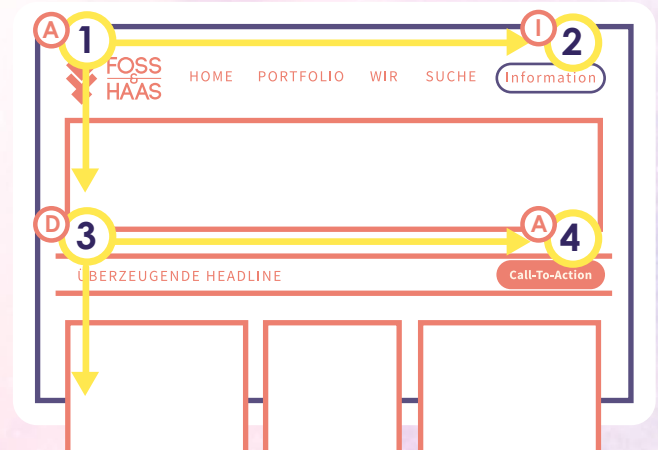 A 1 I 2
FOSS
&
HAAS
HOME PORTFOLIO WIR SUCHE Information
D 3 A 4
ÜBERZEUGENDE HEADLINE Call-To-Action